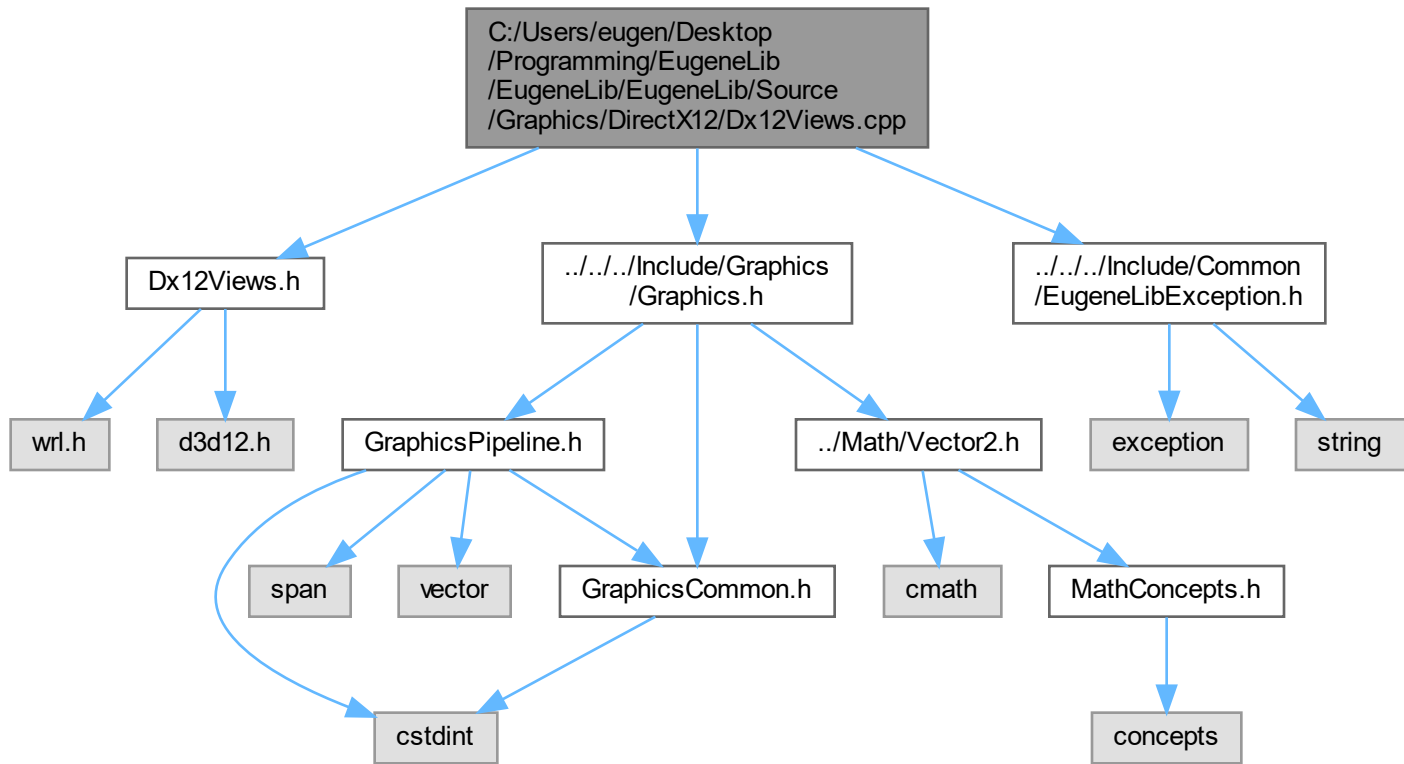 C:/Users/eugen/Desktop
/Programming/EugeneLib
/EugeneLib/EugeneLib/Source
/Graphics/DirectX12/Dx12Views.cpp
Dx12Views.h
../../../Include/Graphics
/Graphics.h
../../../Include/Common
/EugeneLibException.h
wrl.h
d3d12.h
GraphicsPipeline.h
../Math/Vector2.h
exception
string
span
vector
GraphicsCommon.h
cmath
MathConcepts.h
cstdint
concepts